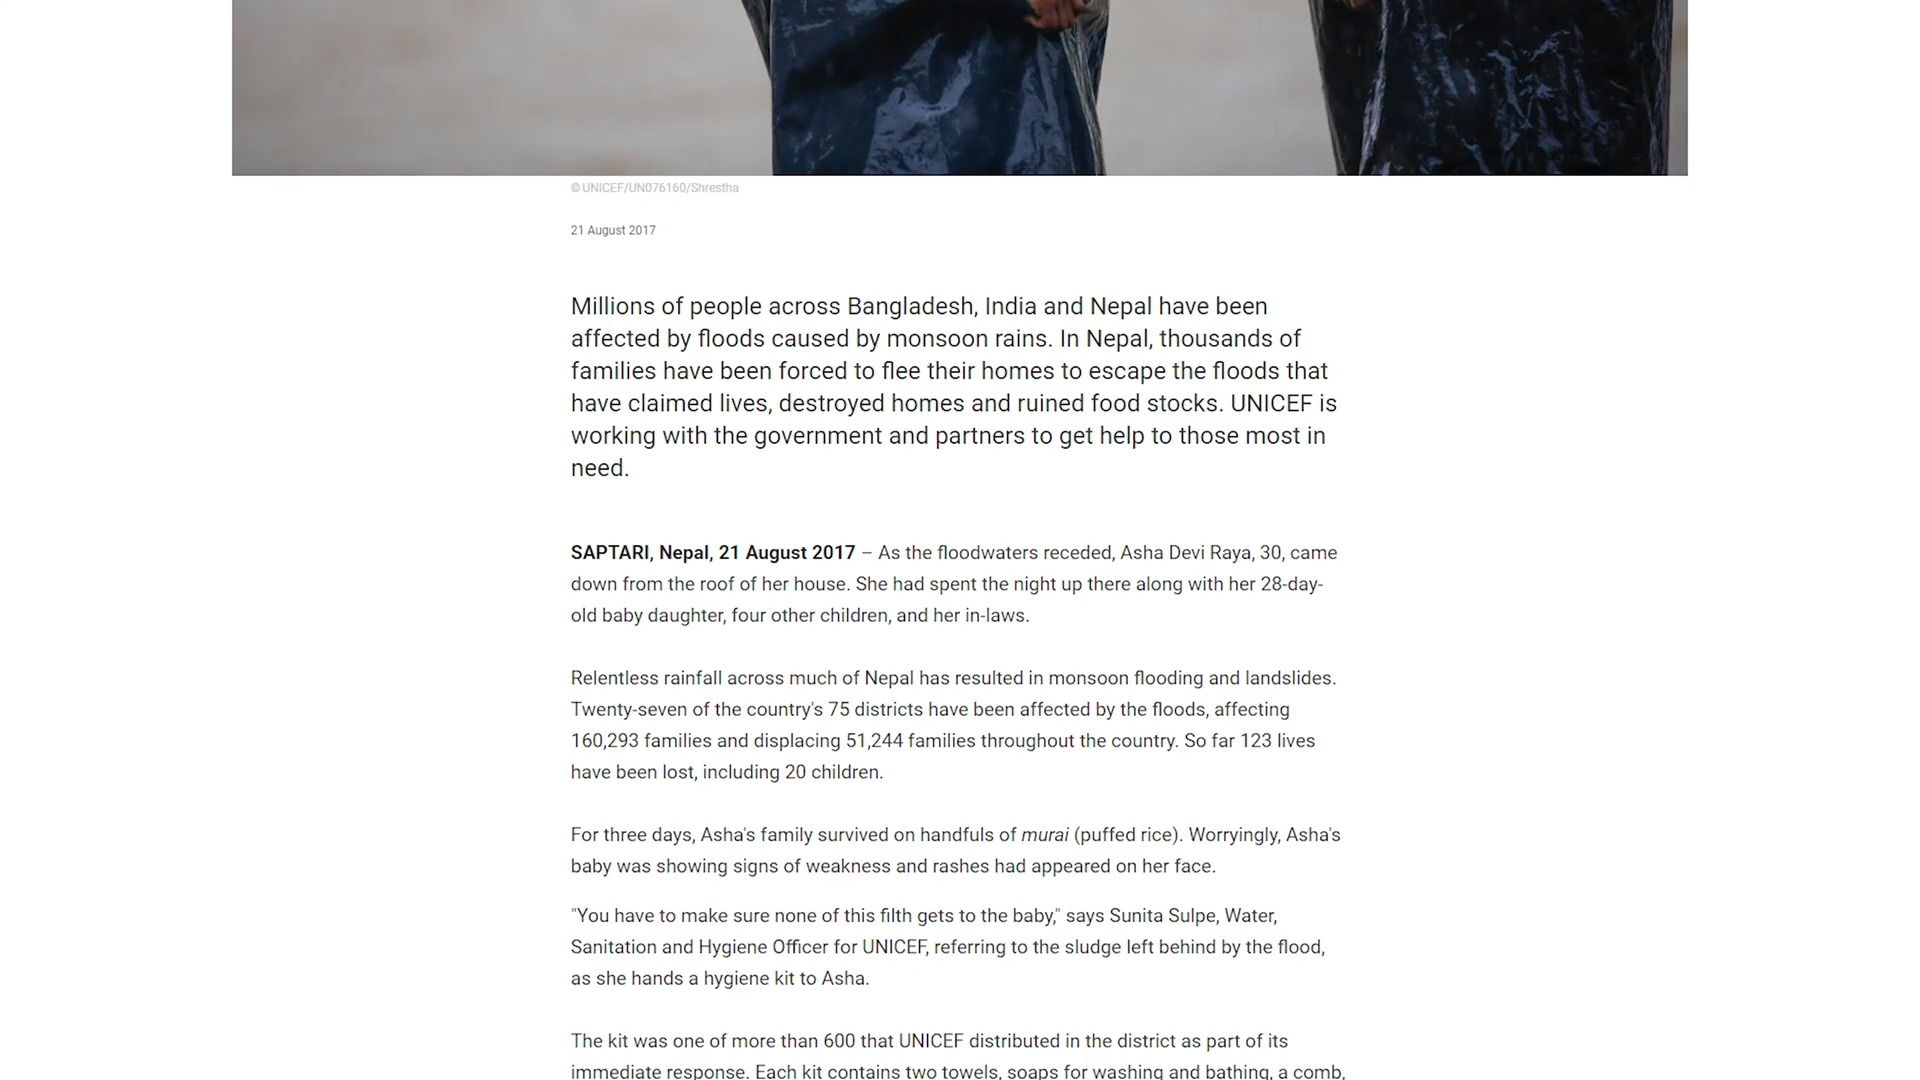 © UNICEF/UN076160/Shrestha
21 August 2017
Millions of people across Bangladesh, India and Nepal have been
affected by floods caused by monsoon rains. In Nepal, thousands of
families have been forced to flee their homes to escape the floods that
have claimed lives, destroyed homes and ruined food stocks. UNICEF is
working with the government and partners to get help to those most in
need.
SAPTARI, Nepal, 21 August 2017 – As the floodwaters receded, Asha Devi Raya, 30, came
down from the roof of her house. She had spent the night up there along with her 28-day-
old baby daughter, four other children, and her in-laws.
Relentless rainfall across much of Nepal has resulted in monsoon flooding and landslides.
Twenty-seven of the country's 75 districts have been affected by the floods, affecting
160,293 families and displacing 51,244 families throughout the country. So far 123 lives
have been lost, including 20 children.
For three days, Asha's family survived on handfuls of murai (puffed rice). Worryingly, Asha's
baby was showing signs of weakness and rashes had appeared on her face.
"You have to make sure none of this filth gets to the baby," says Sunita Sulpe, Water,
Sanitation and Hygiene Officer for UNICEF, referring to the sludge left behind by the flood,
as she hands a hygiene kit to Asha.
The kit was one of more than 600 that UNICEF distributed in the district as part of its
immediate response. Each kit contains two towels, soaps for washing and bathing, a comb,